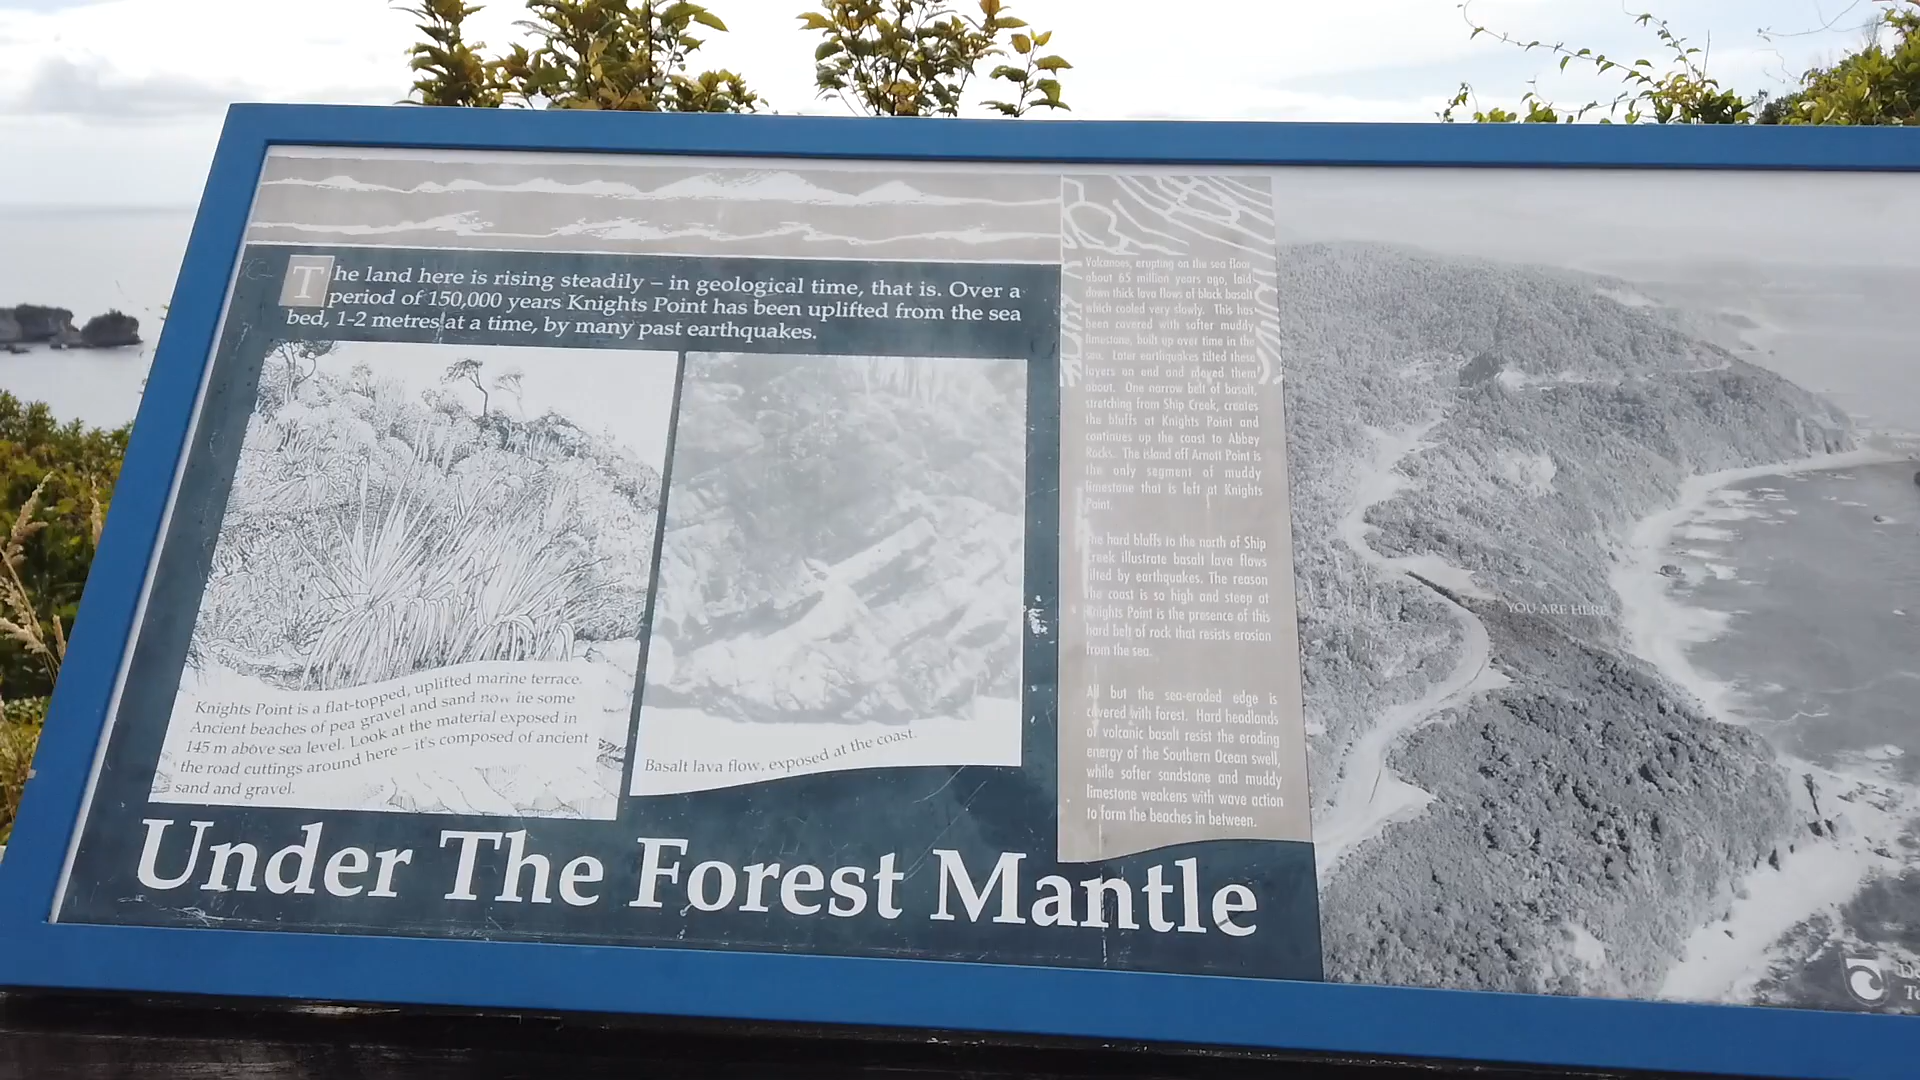 The land here is rising steadily – in geological time, that is. Over a
period of 150,000 years Knights Point has been uplifted from the sea
bed, 1-2 metres at a time, by many past earthquakes.
Knights Point is a flat-topped, uplifted marine terrace.
Ancient beaches of pea gravel and sand now lie some
145 m above sea level. Look at the material exposed in
the road cuttings around here – it's composed of ancient
sand and gravel.
Basalt lava flow, exposed at the coast.
Under The Forest Mantle
Volcanoes, erupting on the sea floor
about 65 million years ago, laid
down thick lava flows of black basalt
which cooled very slowly. This has
been covered with softer muddy
limestone, built up over time in the
sea. Later earthquakes tilted these
layers on end and moved them
about. One narrow belt of basalt,
stretching from Ship Creek, creates
the bluffs at Knights Point and
continues up the coast to Abbey
Rocks. The island off Arnott Point is
the only segment of muddy
limestone that is left at Knights
Point.
The hard bluffs to the north of Ship
Creek illustrate basalt lava flows
tilted by earthquakes. The reason
the coast is so high and steep at
Knights Point is the presence of this
hard belt of rock that resists erosion
from the sea.
All but the sea-eroded edge is
covered with forest. Hard headlands
of volcanic basalt resist the eroding
energy of the Southern Ocean swell,
while softer sandstone and muddy
limestone weakens with wave action
to form the beaches in between.
YOU ARE HERE